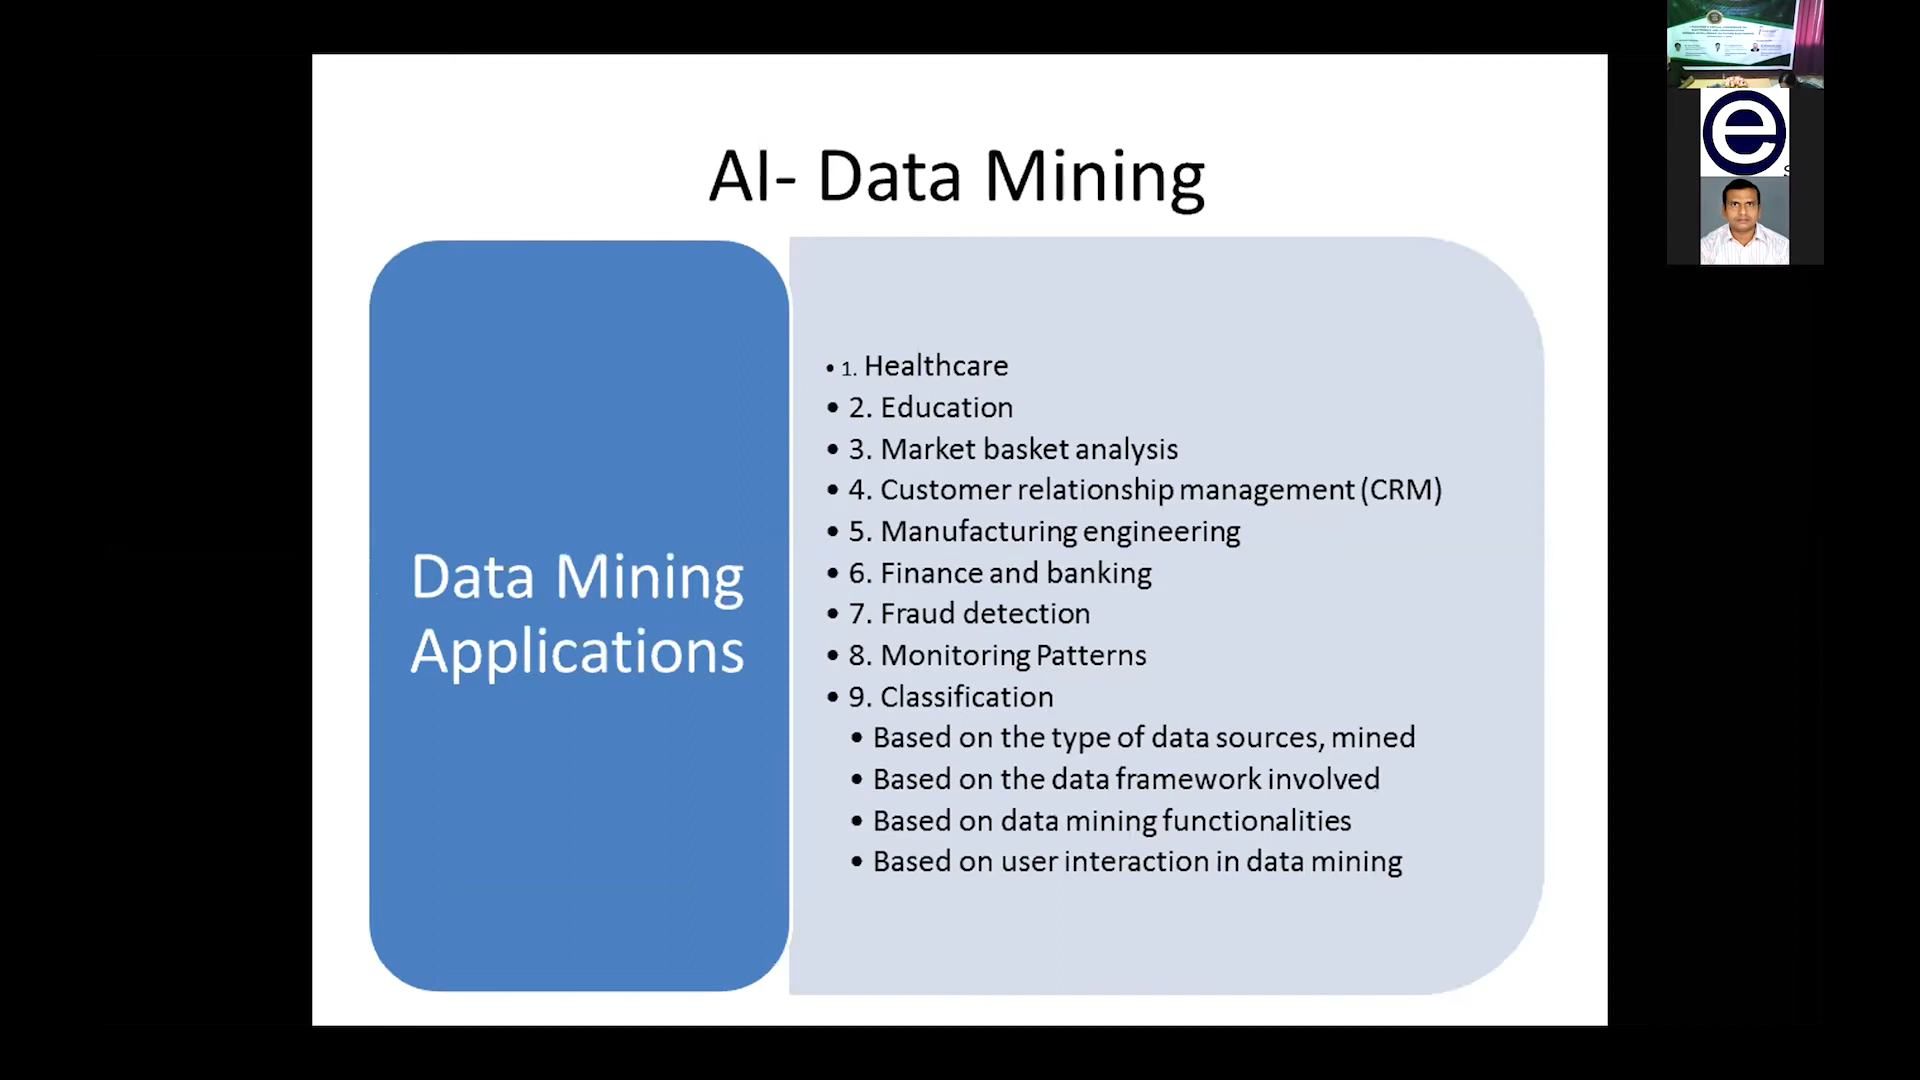 AI- Data Mining
Data Mining
Applications
• 1. Healthcare
• 2. Education
• 3. Market basket analysis
• 4. Customer relationship management (CRM)
• 5. Manufacturing engineering
• 6. Finance and banking
• 7. Fraud detection
• 8. Monitoring Patterns
• 9. Classification
• Based on the type of data sources, mined
• Based on the data framework involved
• Based on data mining functionalities
• Based on user interaction in data mining
e